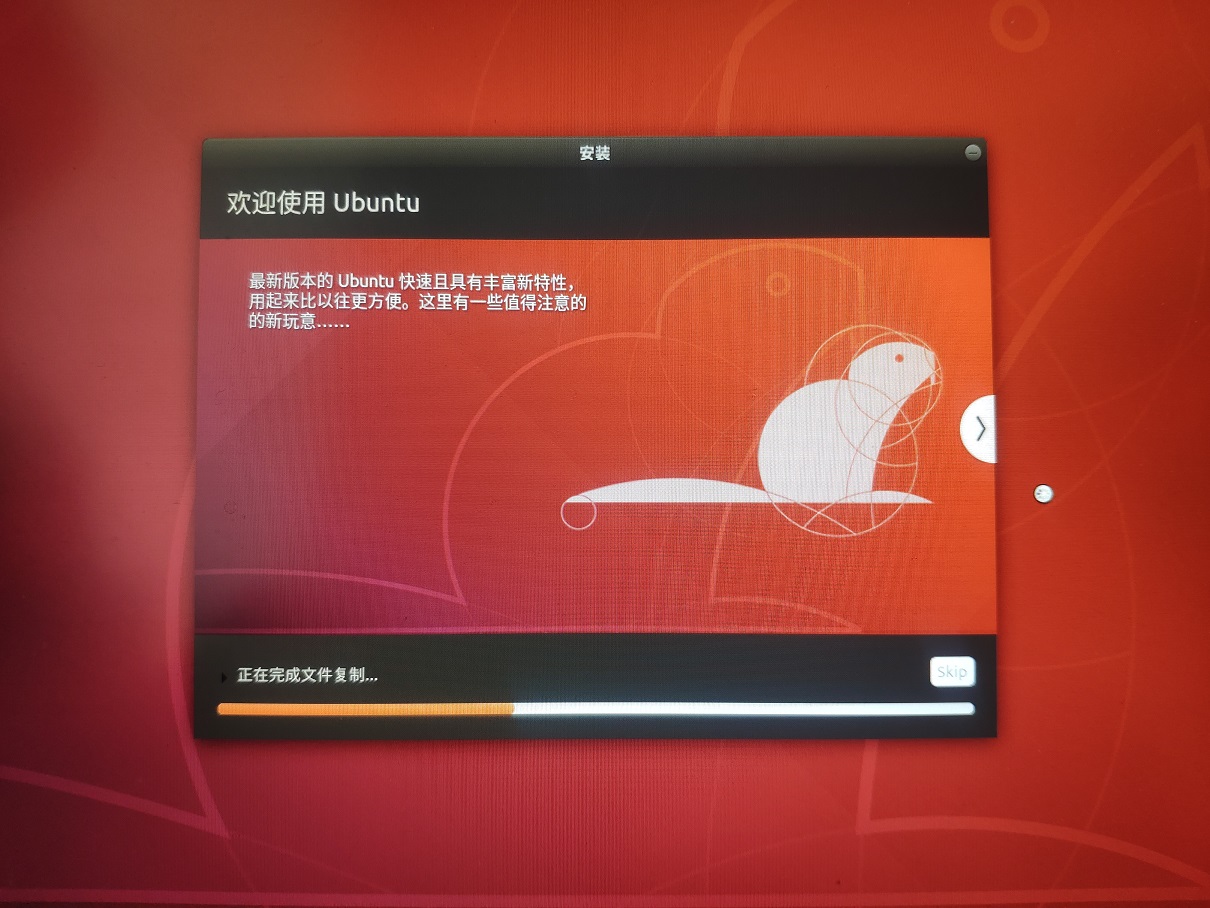 安装
欢迎使用 Ubuntu
最新版本的 Ubuntu 快速且具有丰富新特性，
用起来比以往更方便。这里有一些值得注意的
的新玩意……
正在完成文件复制...
Skip